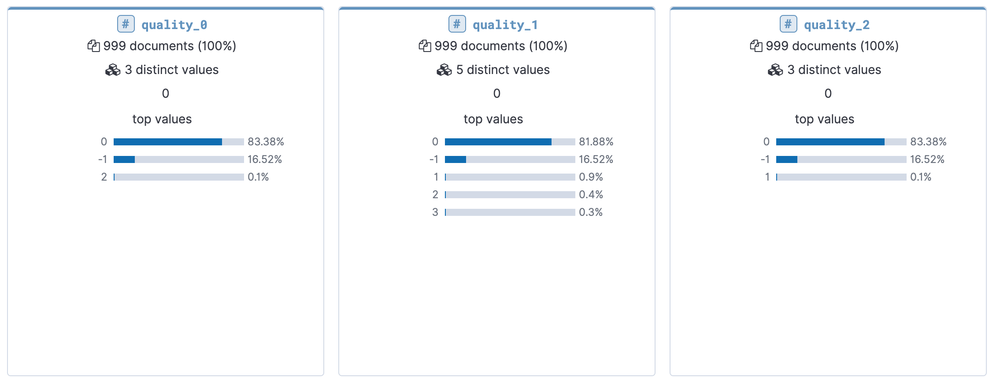 # quality_0
999 documents (100%)
3 distinct values
0
top values
0 83.38%
-1 16.52%
2 0.1%
# quality_1
999 documents (100%)
5 distinct values
0
top values
0 81.88%
-1 16.52%
1 0.9%
2 0.4%
3 0.3%
# quality_2
999 documents (100%)
3 distinct values
0
top values
0 83.38%
-1 16.52%
1 0.1%